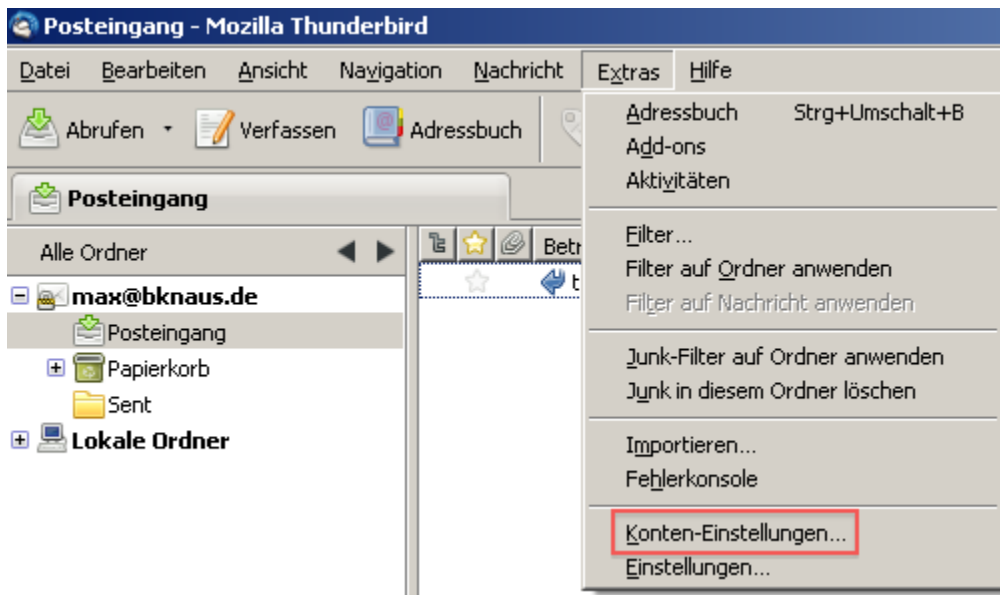 Posteingang - Mozilla Thunderbird
Datei Bearbeiten Ansicht Navigation Nachricht Extras Hilfe
Abrufen Verfassen Adressbuch
Posteingang
Alle Ordner
max@bknaus.de
Posteingang
Papierkorb
Sent
Lokale Ordner
Betr
t
Adressbuch Strg+Umschalt+B
Add-ons
Aktivitäten
Filter...
Filter auf Ordner anwenden
Filter auf Nachricht anwenden
Junk-Filter auf Ordner anwenden
Junk in diesem Ordner löschen
Importieren...
Fehlerkonsole
Konten-Einstellungen...
Einstellungen...